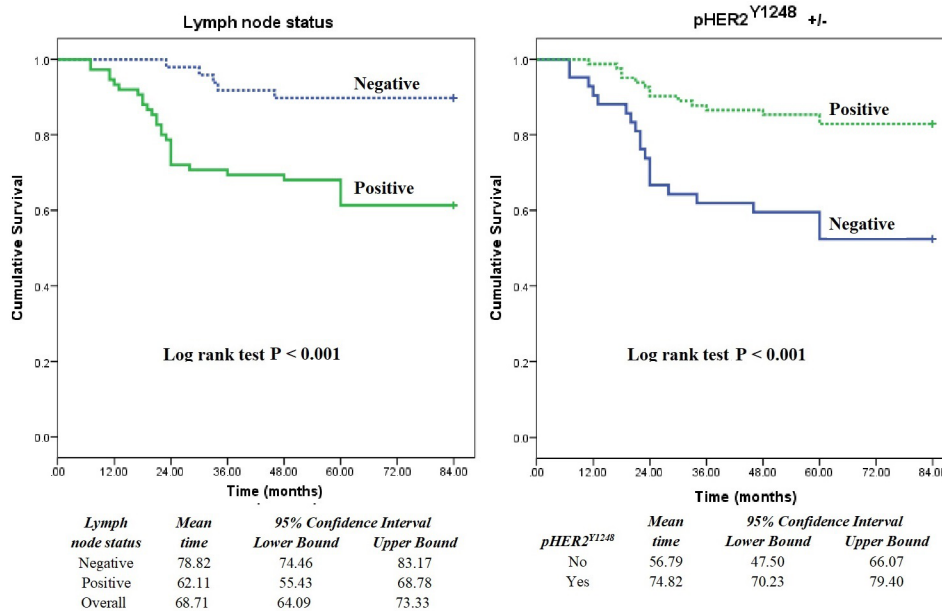 Lymph node status
Cumulative Survival
1.0
0.8
0.6
0.4
0.2
0.0
Negative
Positive
Log rank test P < 0.001
.00 12.00 24.00 36.00 48.00 60.00 72.00 84.00
Time (months)
Lymph node status Mean time 95% Confidence Interval
Lower Bound Upper Bound
Negative 78.82 74.46 83.17
Positive 62.11 55.43 68.78
Overall 68.71 64.09 73.33
pHER2Y1248 +/-
Cumulative Survival
1.0
0.8
0.6
0.4
0.2
0.0
Positive
Negative
Log rank test P < 0.001
.00 12.00 24.00 36.00 48.00 60.00 72.00 84.00
Time (months)
pHER2Y1248 Mean time 95% Confidence Interval
Lower Bound Upper Bound
No 56.79 47.50 66.07
Yes 74.82 70.23 79.40